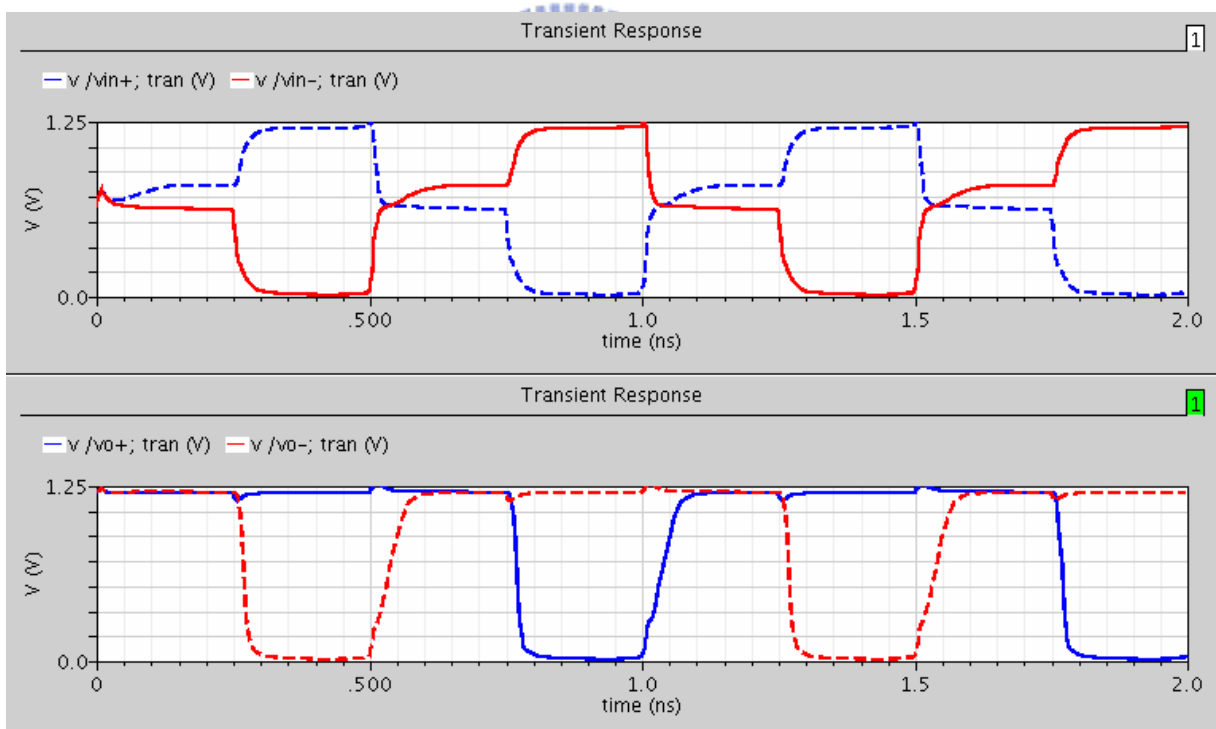 Transient Response
1
v /vin+; tran (V) v /vin-; tran (V)
1.25
V (V)
0.0
0 .500 1.0 1.5 2.0
time (ns)
Transient Response
1
v /vo+; tran (V) v /vo-; tran (V)
1.25
V (V)
0.0
0 .500 1.0 1.5 2.0
time (ns)